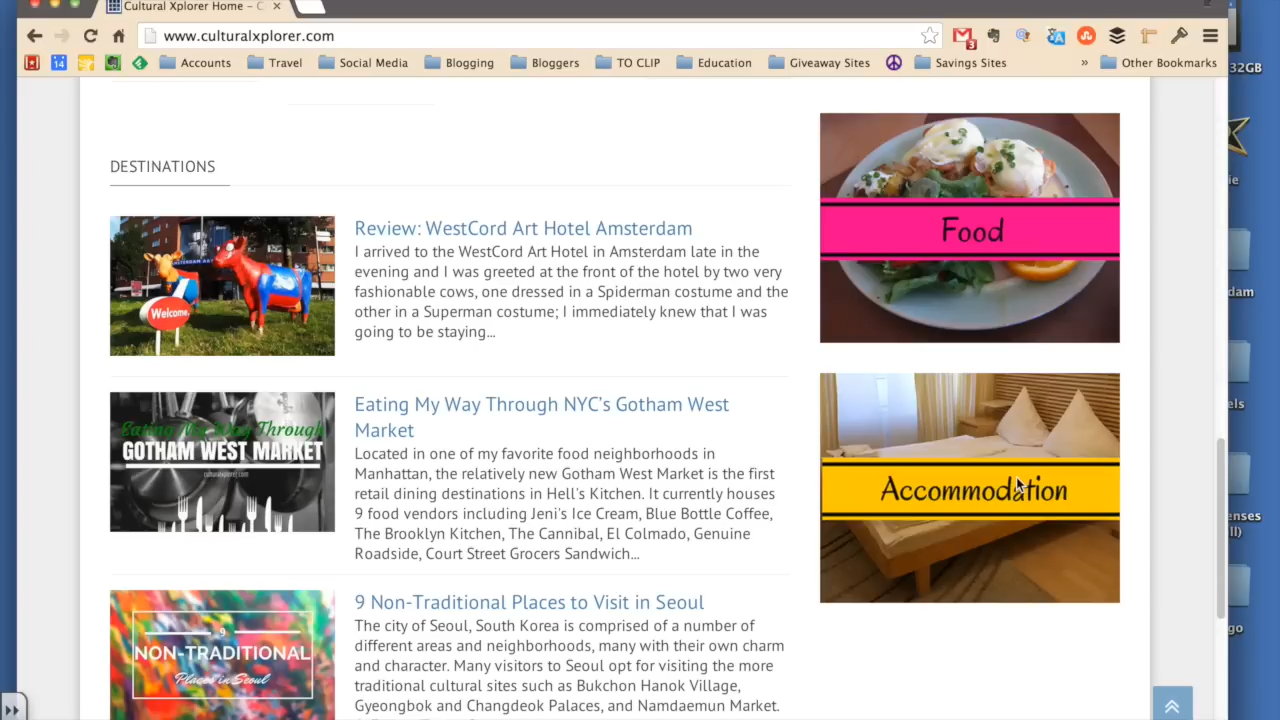 Cultural Xplorer Home – C
www.culturalxplorer.com
3
14
Accounts
Travel
Social Media
Blogging
Bloggers
TO CLIP
Education
Giveaway Sites
Savings Sites
»
Other Bookmarks
32GB
DESTINATIONS
Food
Welcome.
Review: WestCord Art Hotel Amsterdam
I arrived to the WestCord Art Hotel in Amsterdam late in the
evening and I was greeted at the front of the hotel by two very
fashionable cows, one dressed in a Spiderman costume and the
other in a Superman costume; I immediately knew that I was
going to be staying...
Accommodation
Eating My Way Through
GOTHAM WEST MARKET
culturalxplorer.com
Eating My Way Through NYC's Gotham West
Market
Located in one of my favorite food neighborhoods in
Manhattan, the relatively new Gotham West Market is the first
retail dining destinations in Hell's Kitchen. It currently houses
9 food vendors including Jeni's Ice Cream, Blue Bottle Coffee,
The Brooklyn Kitchen, The Cannibal, El Colmado, Genuine
Roadside, Court Street Grocers Sandwich...
9
NON-TRADITIONAL
Places in Seoul
9 Non-Traditional Places to Visit in Seoul
The city of Seoul, South Korea is comprised of a number of
different areas and neighborhoods, many with their own charm
and character. Many visitors to Seoul opt for visiting the more
traditional cultural sites such as Bukchon Hanok Village,
Gyeongbok and Changdeok Palaces, and Namdaemun Market.